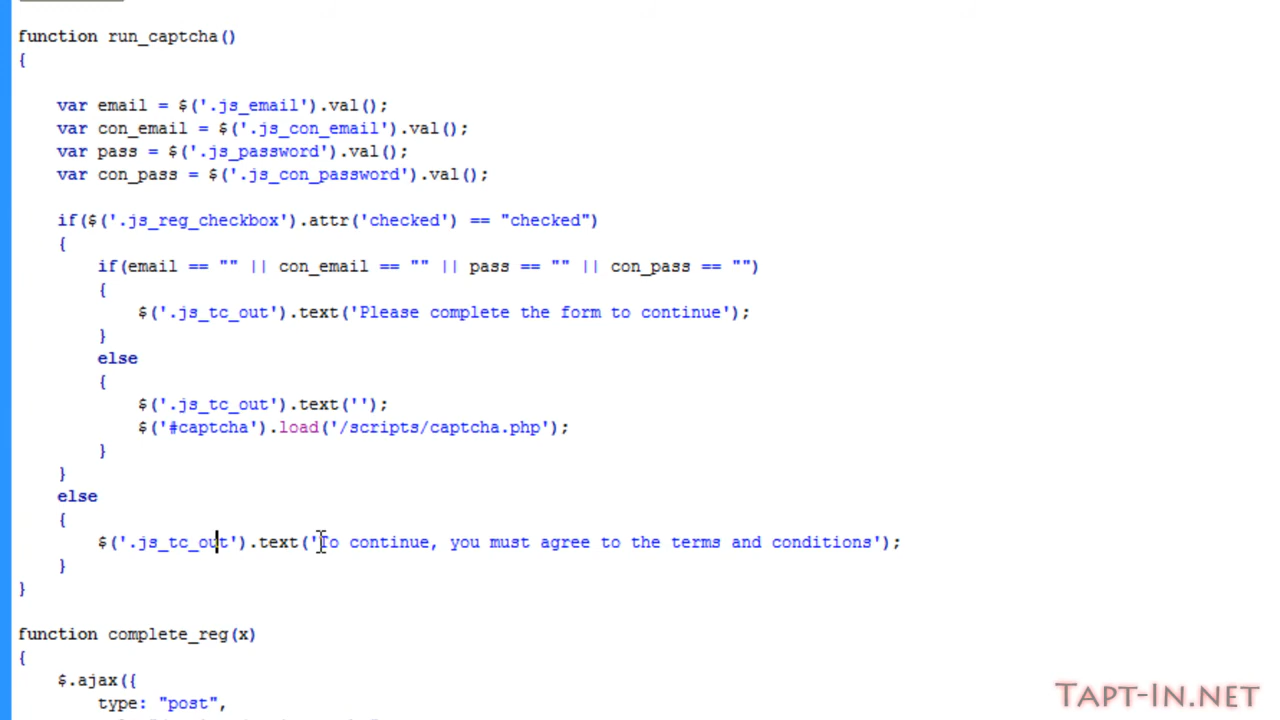 function run_captcha()
{
var email = $('.js_email').val();
var con_email = $('.js_con_email').val();
var pass = $('.js_password').val();
var con_pass = $('.js_con_password').val();
if($('.js_reg_checkbox').attr('checked') == "checked")
{
if(email == "" || con_email == "" || pass == "" || con_pass == "")
{
$('.js_tc_out').text('Please complete the form to continue');
}
else
{
$('.js_tc_out').text('');
$('#captcha').load('/scripts/captcha.php');
}
}
else
{
$('.js_tc_out').text('To continue, you must agree to the terms and conditions');
}
}
function complete_reg(x)
{
$.ajax({
type: "post",
TAPT-IN.NET